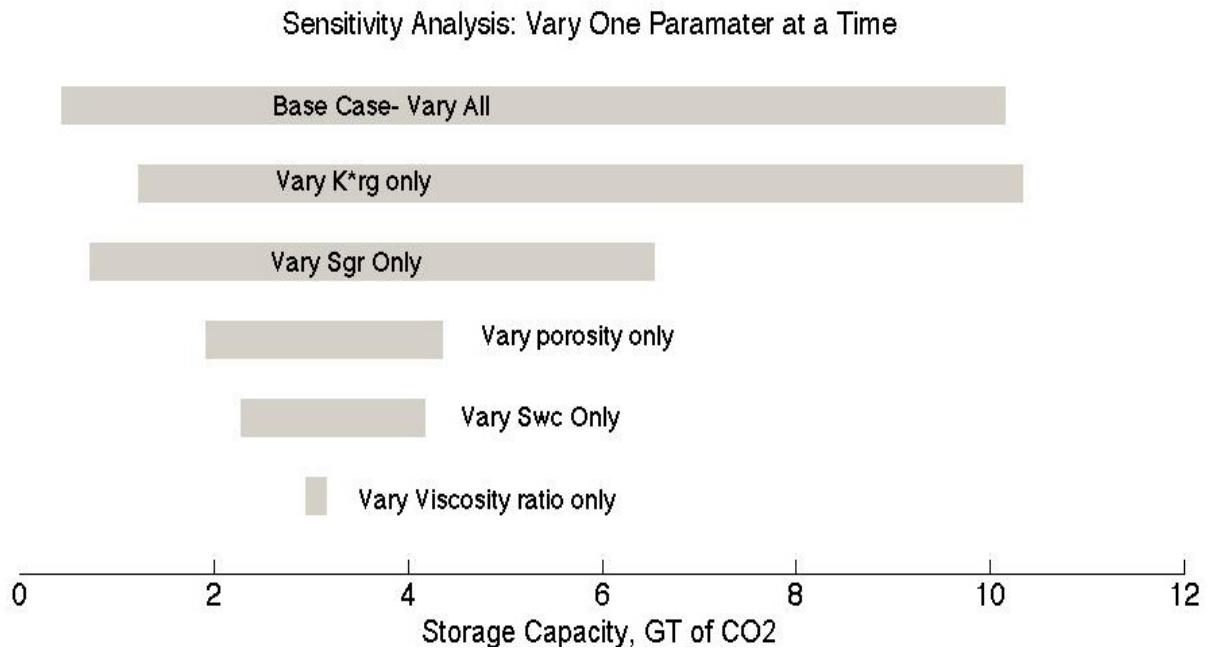 Sensitivity Analysis: Vary One Paramater at a Time
Base Case- Vary All
Vary K*rg only
Vary Sgr Only
Vary porosity only
Vary Swc Only
Vary Viscosity ratio only
0 2 4 6 8 10 12
Storage Capacity, GT of CO2